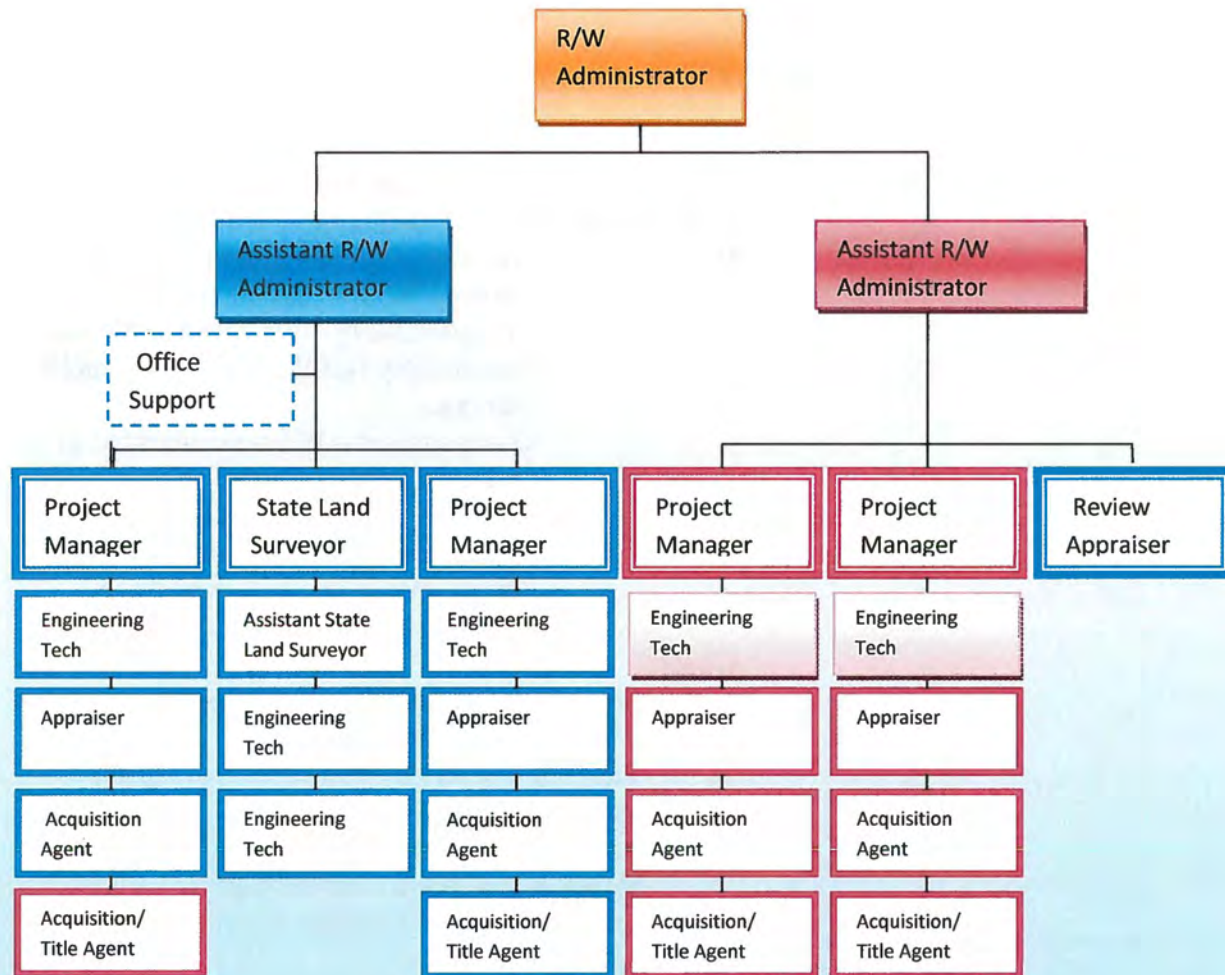 R/W
Administrator
Assistant R/W
Administrator
Assistant R/W
Administrator
Office
Support
Project
Manager
State Land
Surveyor
Project
Manager
Project
Manager
Project
Manager
Review
Appraiser
Engineering
Tech
Assistant State
Land Surveyor
Engineering
Tech
Engineering
Tech
Engineering
Tech
Appraiser
Engineering
Tech
Appraiser
Appraiser
Appraiser
Acquisition
Agent
Engineering
Tech
Acquisition
Agent
Acquisition
Agent
Acquisition
Agent
Acquisition/
Title Agent
Acquisition/
Title Agent
Acquisition/
Title Agent
Acquisition/
Title Agent